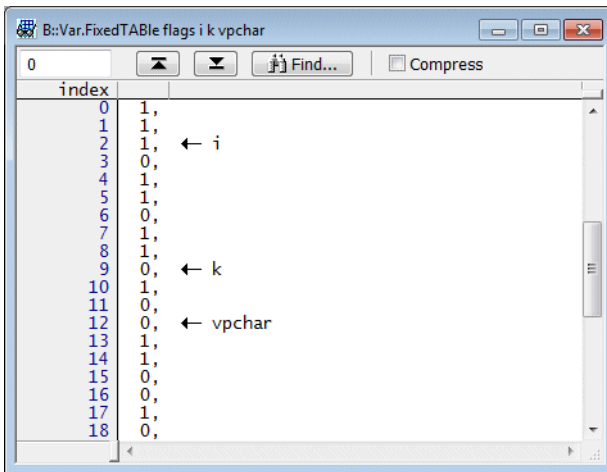 B::Var.FixedTABle flags i k vpchar
0 Find... Compress
index
0 1,
1 1,
2 1, ← i
3 0,
4 1,
5 1,
6 0,
7 1,
8 1,
9 0, ← k
10 1,
11 0,
12 0, ← vpchar
13 1,
14 1,
15 0,
16 0,
17 1,
18 0,